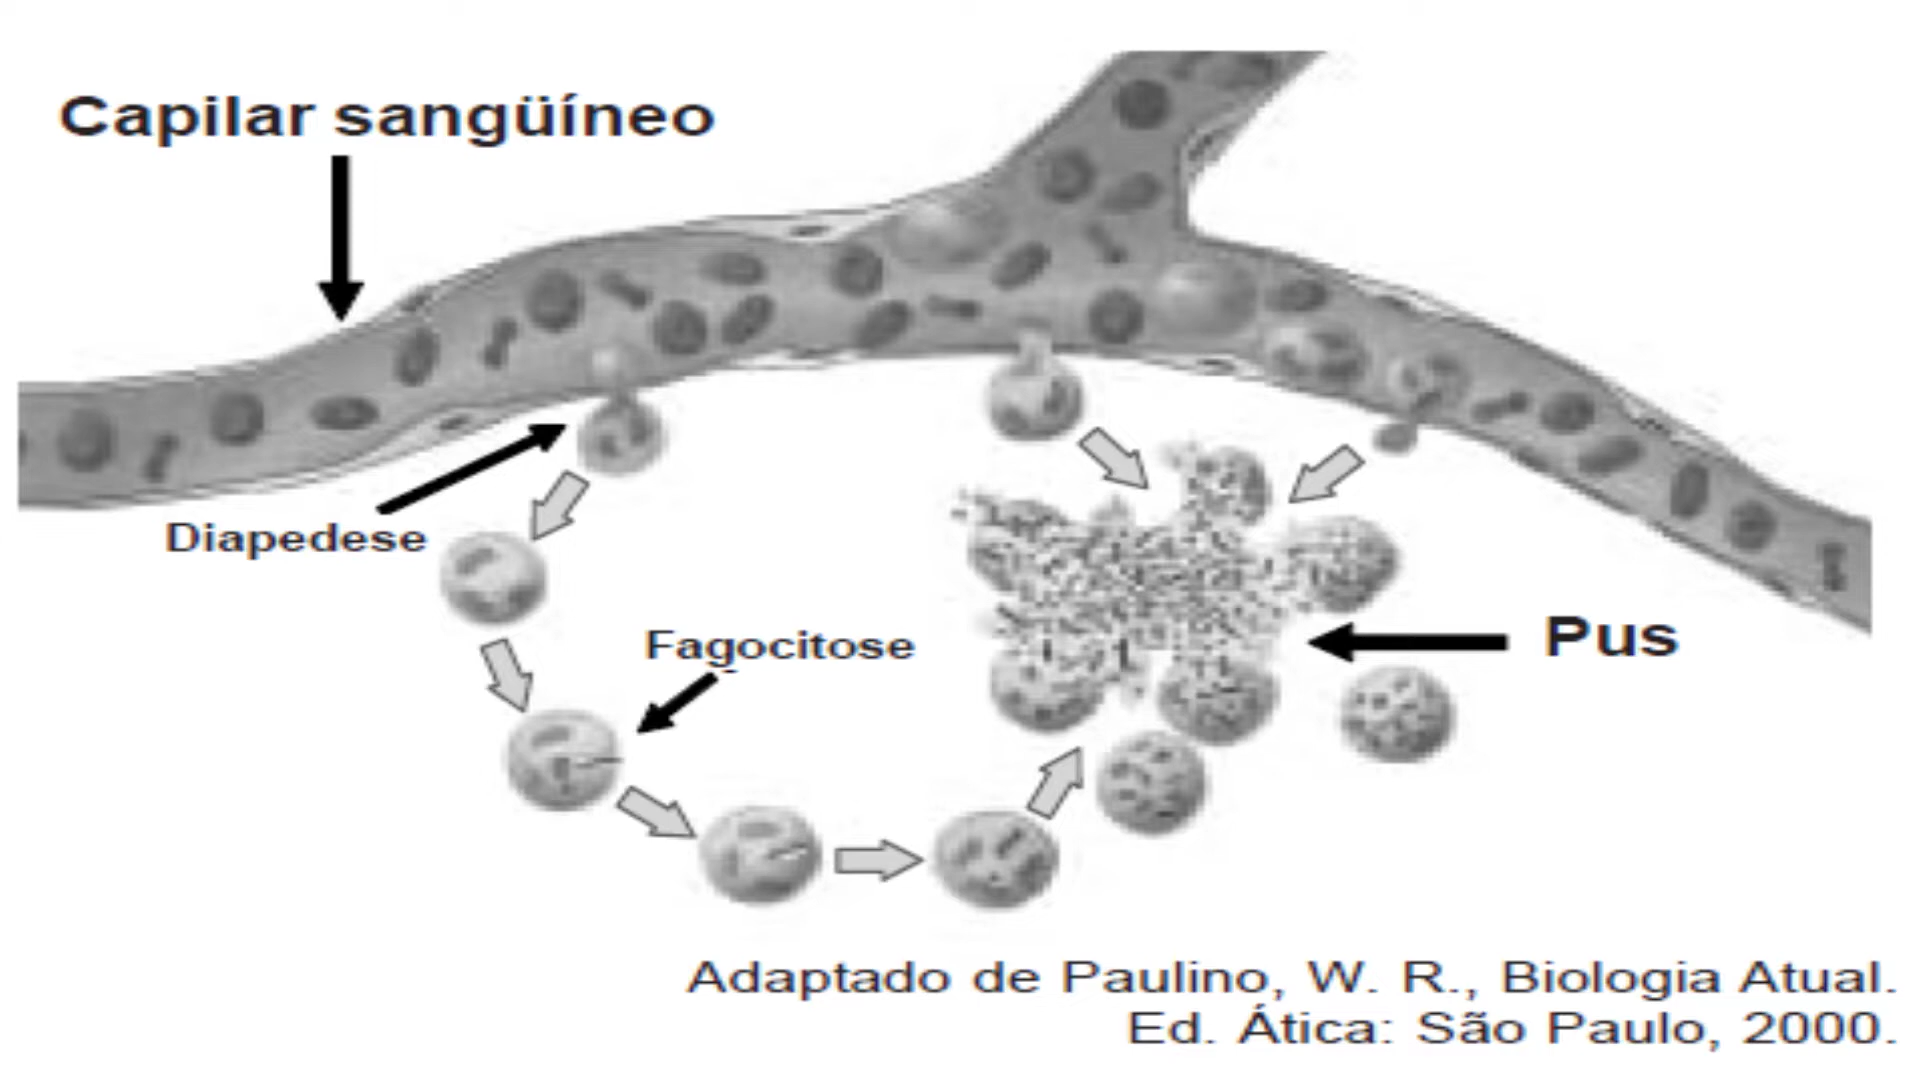 Capilar sangüíneo
Diapedese
Fagocitose
Pus
Adaptado de Paulino, W. R., Biologia Atual.
Ed. Ática: São Paulo, 2000.